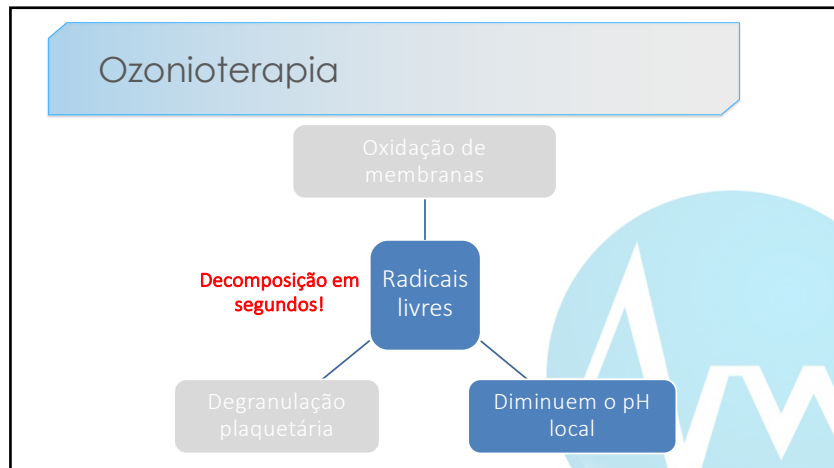 Ozonioterapia
Oxidação de
membranas
Decomposição em
segundos!
Radicais
livres
Degranulação
plaquetária
Diminuem o pH
local